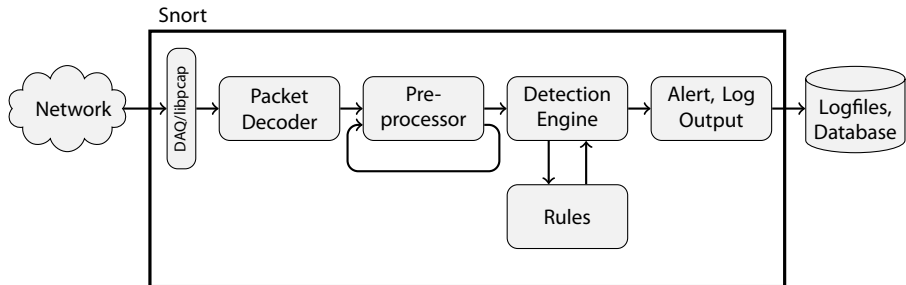 Snort
Network
DAQ/libpcap
Packet
Decoder
Pre-
processor
Detection
Engine
Alert, Log
Output
Logfiles,
Database
Rules